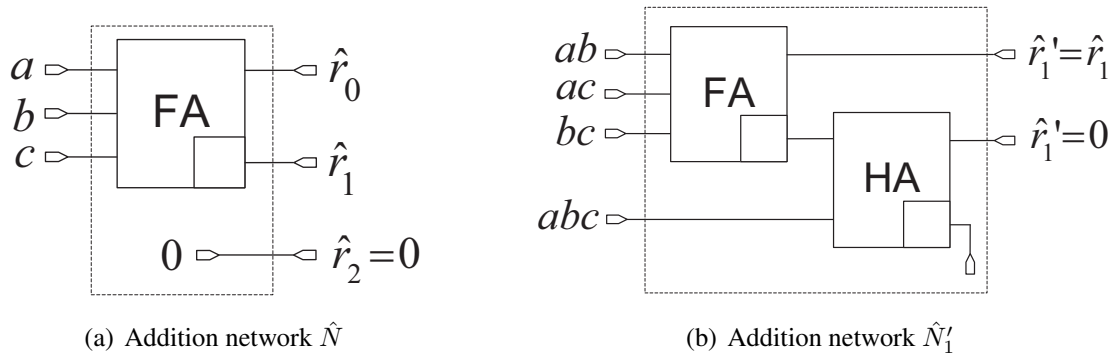 a
b
c
FA
r̂₀
r̂₁
0
r̂₂=0
(a) Addition network N̂
ab
ac
bc
abc
FA
HA
r̂₁'=r̂₁
r̂₁'=0
(b) Addition network N̂₁′